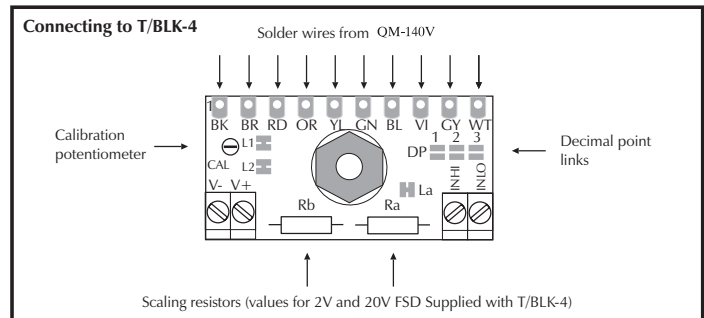 Connecting to T/BLK-4
Solder wires from QM-140V
1
BK BR RD OR YL GN BL VI GY WT
Calibration
potentiometer
L1
CAL L2
V- V+
DP 1 2 3
Decimal point
links
La
INHI INLO
Rb Ra
Scaling resistors (values for 2V and 20V FSD Supplied with T/BLK-4)